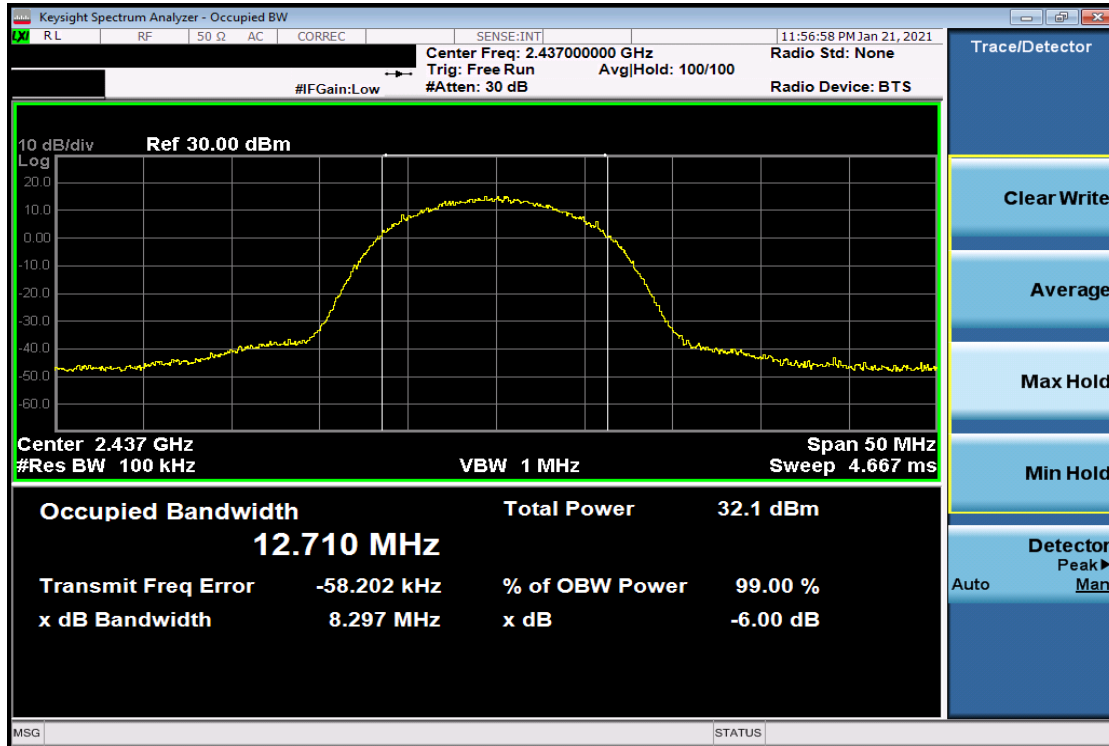 Keysight Spectrum Analyzer - Occupied BW
LXI RL RF 50 Ω AC CORREC SENSE:INT 11:56:58 PM Jan 21, 2021
Center Freq: 2.437000000 GHz Radio Std: None
Trig: Free Run Avg|Hold: 100/100
#IFGain:Low #Atten: 30 dB Radio Device: BTS
10 dB/div Ref 30.00 dBm
Log
20.0
10.0
0.00
-10.0
-20.0
-30.0
-40.0
-50.0
-60.0
Center 2.437 GHz Span 50 MHz
#Res BW 100 kHz VBW 1 MHz Sweep 4.667 ms
Occupied Bandwidth Total Power 32.1 dBm
12.710 MHz
Transmit Freq Error -58.202 kHz % of OBW Power 99.00 %
x dB Bandwidth 8.297 MHz x dB -6.00 dB
MSG STATUS
Trace/Detector
Clear Write
Average
Max Hold
Min Hold
Detector
Peak▶
Auto Man